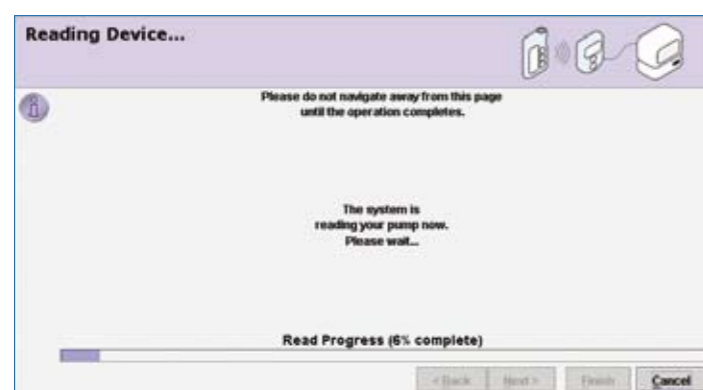 Reading Device...
Please do not navigate away from this page
until the operation completes.
The system is
reading your pump now.
Please wait...
Read Progress (6% complete)
< Back Next > Finish Cancel